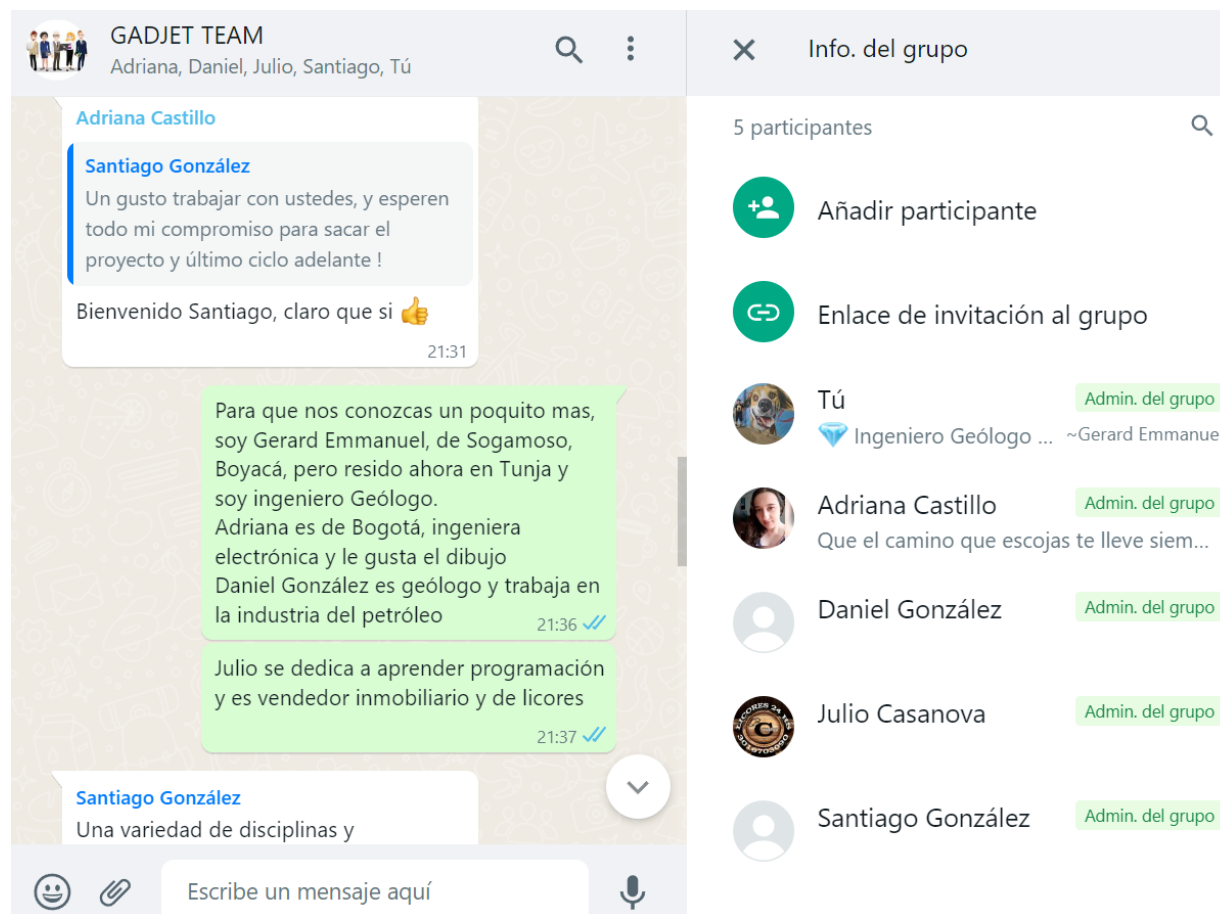 GADJET TEAM
Adriana, Daniel, Julio, Santiago, Tú
Adriana Castillo
Santiago González
Un gusto trabajar con ustedes, y esperen
todo mi compromiso para sacar el
proyecto y último ciclo adelante !
Bienvenido Santiago, claro que si 👍
21:31
Para que nos conozcas un poquito mas,
soy Gerard Emmanuel, de Sogamoso,
Boyacá, pero resido ahora en Tunja y
soy ingeniero Geólogo.
Adriana es de Bogotá, ingeniera
electrónica y le gusta el dibujo
Daniel González es geólogo y trabaja en
la industria del petróleo
21:36
Julio se dedica a aprender programación
y es vendedor inmobiliario y de licores
21:37
Santiago González
Una variedad de disciplinas y
Escribe un mensaje aquí
Info. del grupo
5 participantes
Añadir participante
Enlace de invitación al grupo
Tú
Admin. del grupo
💎 Ingeniero Geólogo ... ~Gerard Emmanue
Adriana Castillo
Admin. del grupo
Que el camino que escojas te lleve siem...
Daniel González
Admin. del grupo
Julio Casanova
Admin. del grupo
LICORES 24 HS
Santiago González
Admin. del grupo